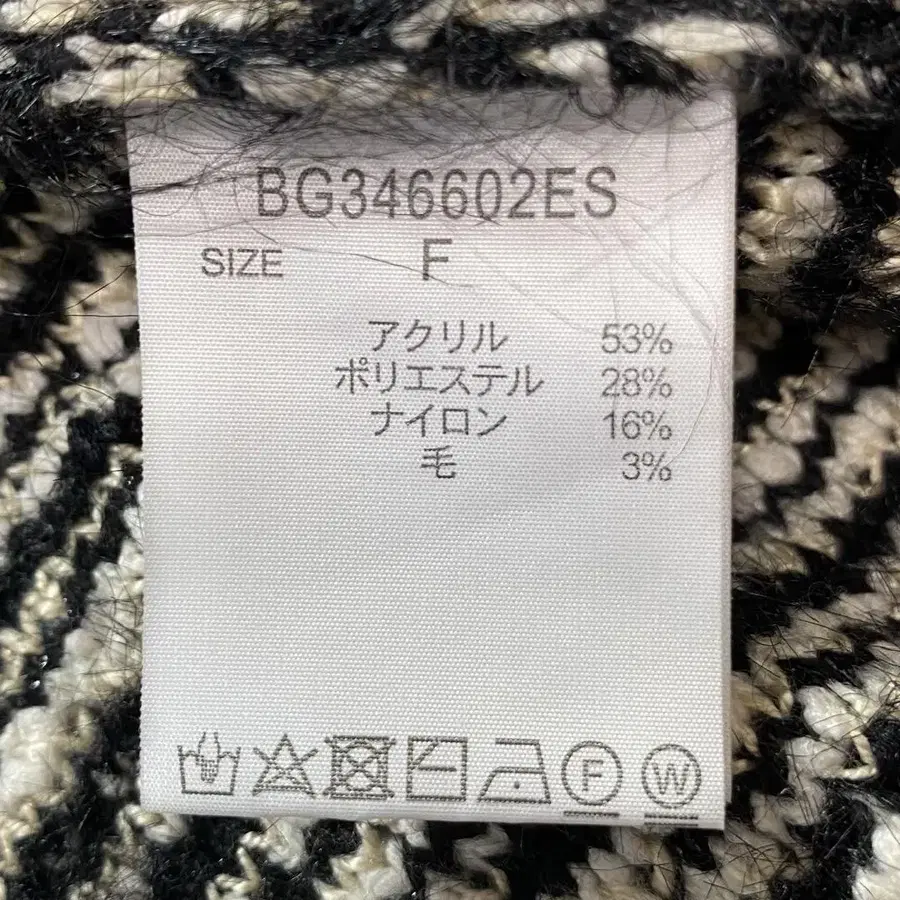 BG346602ES
SIZE F
アクリル 53%
ポリエステル 28%
ナイロン 16%
毛 3%
F W